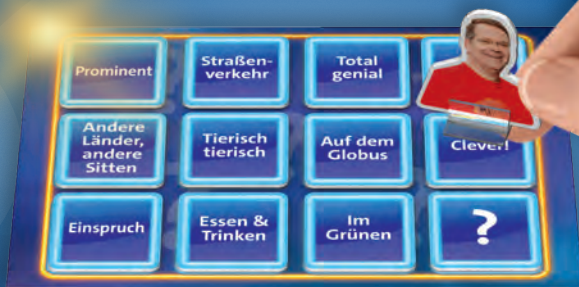 Prominent
Straßen-
verkehr
Total
genial
Andere
Länder,
andere
Sitten
Tierisch
tierisch
Auf dem
Globus
Clever!
Einspruch
Essen &
Trinken
Im
Grünen
?